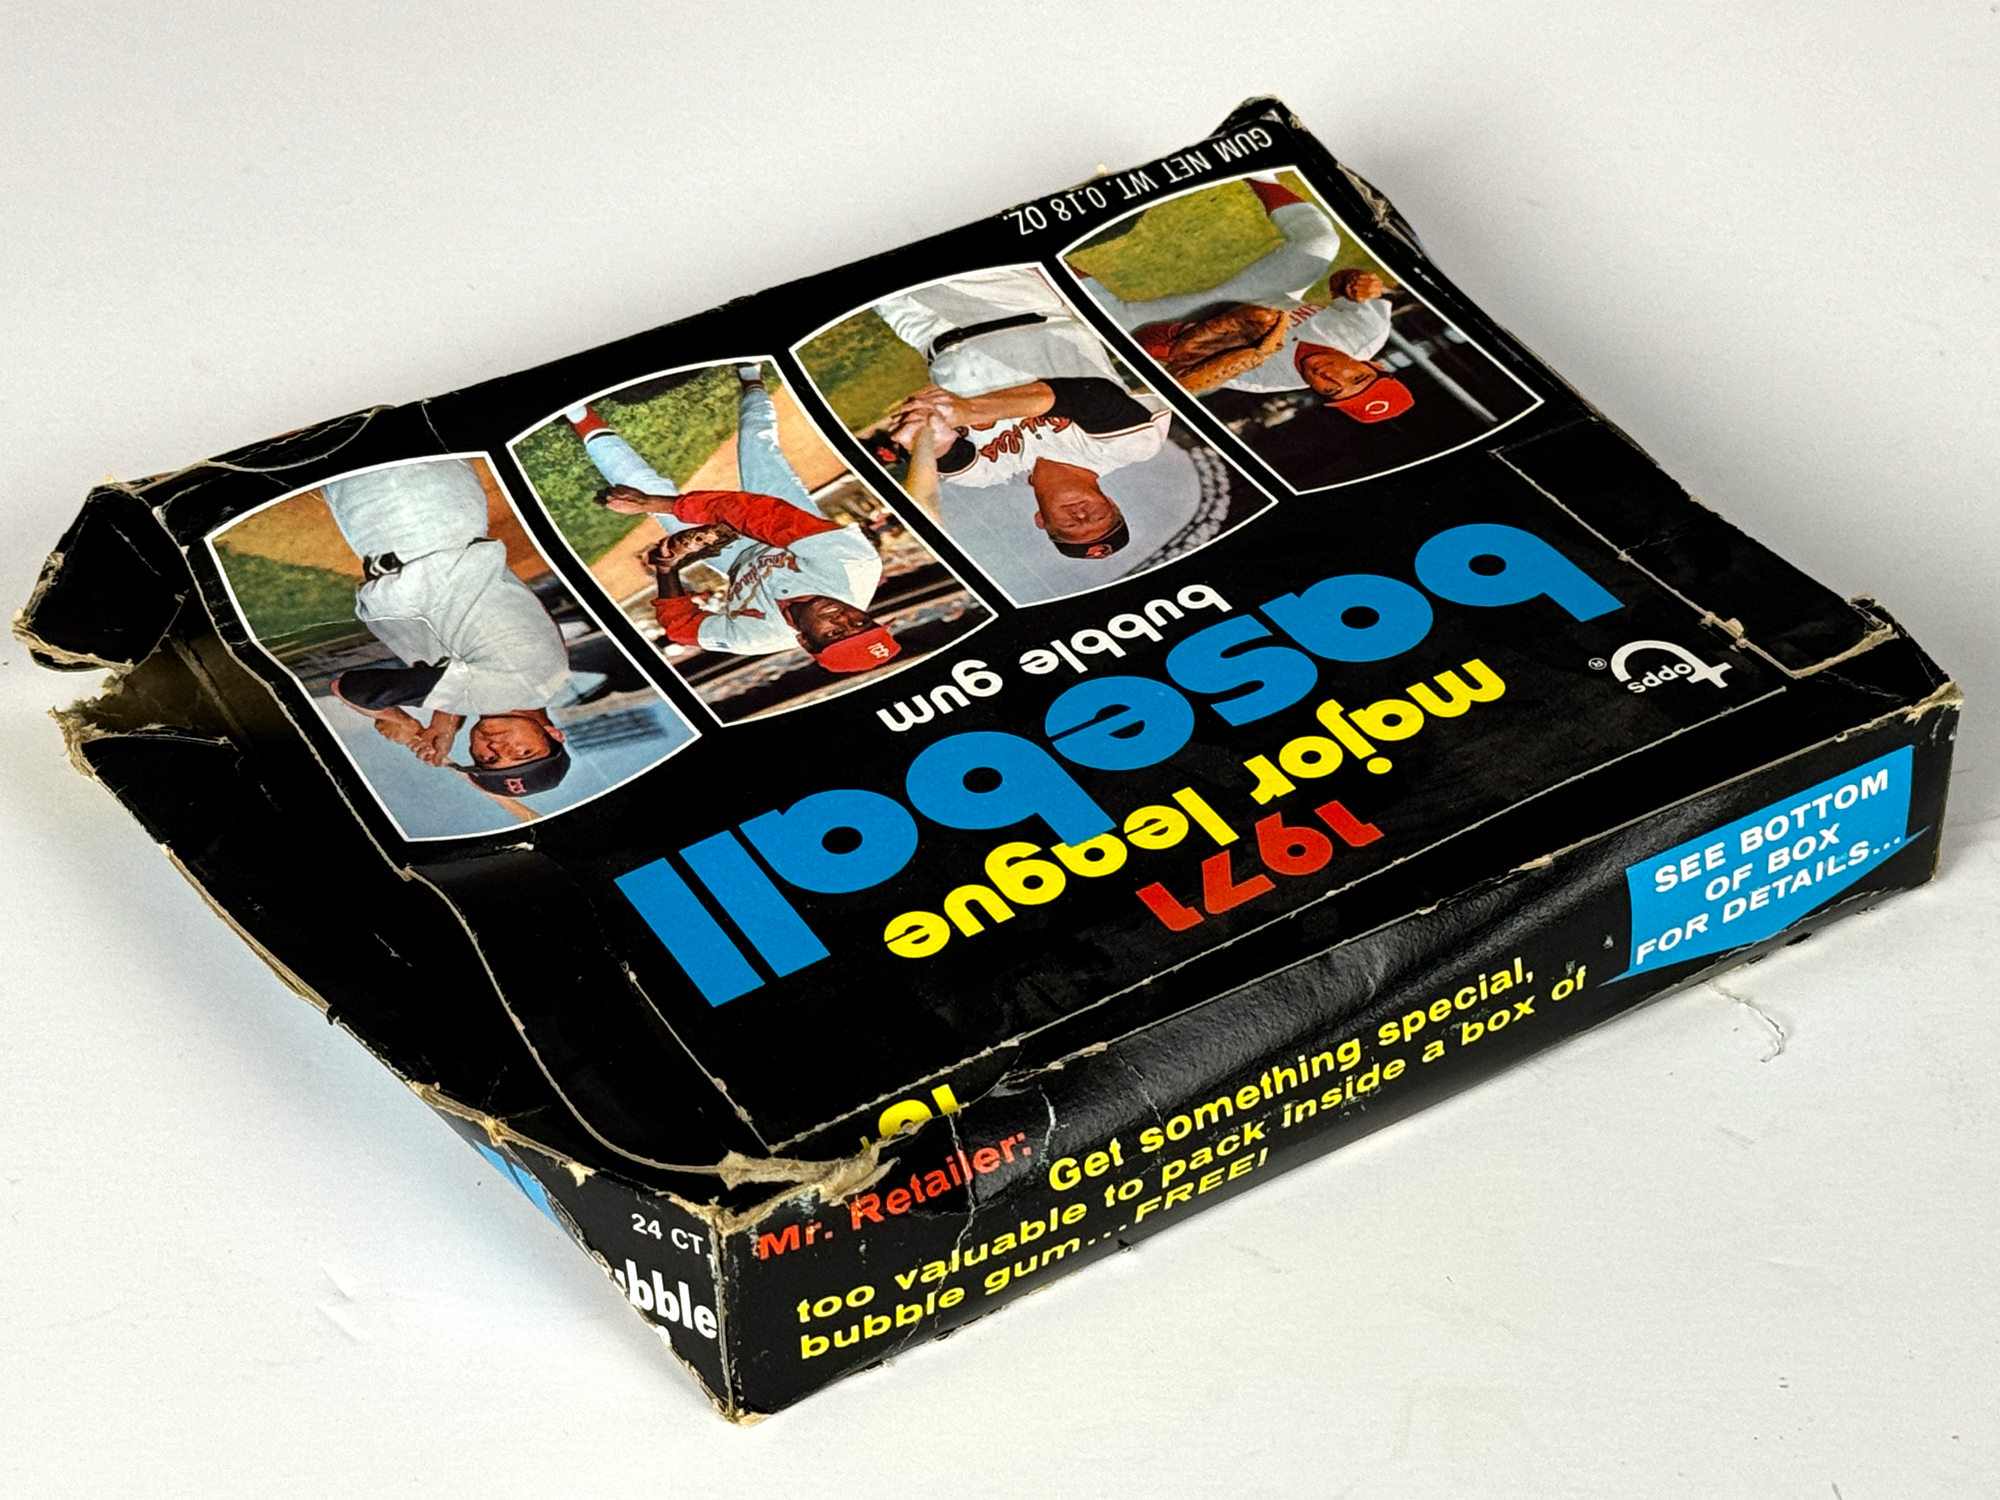 topps ®
1971
major league
baseball
bubble gum
GUM NET WT. 0.18 OZ.
10¢
Mr. Retailer:
Get something special,
too valuable to pack inside a box of
bubble gum...FREE!
SEE BOTTOM
OF BOX
FOR DETAILS...
24 CT.